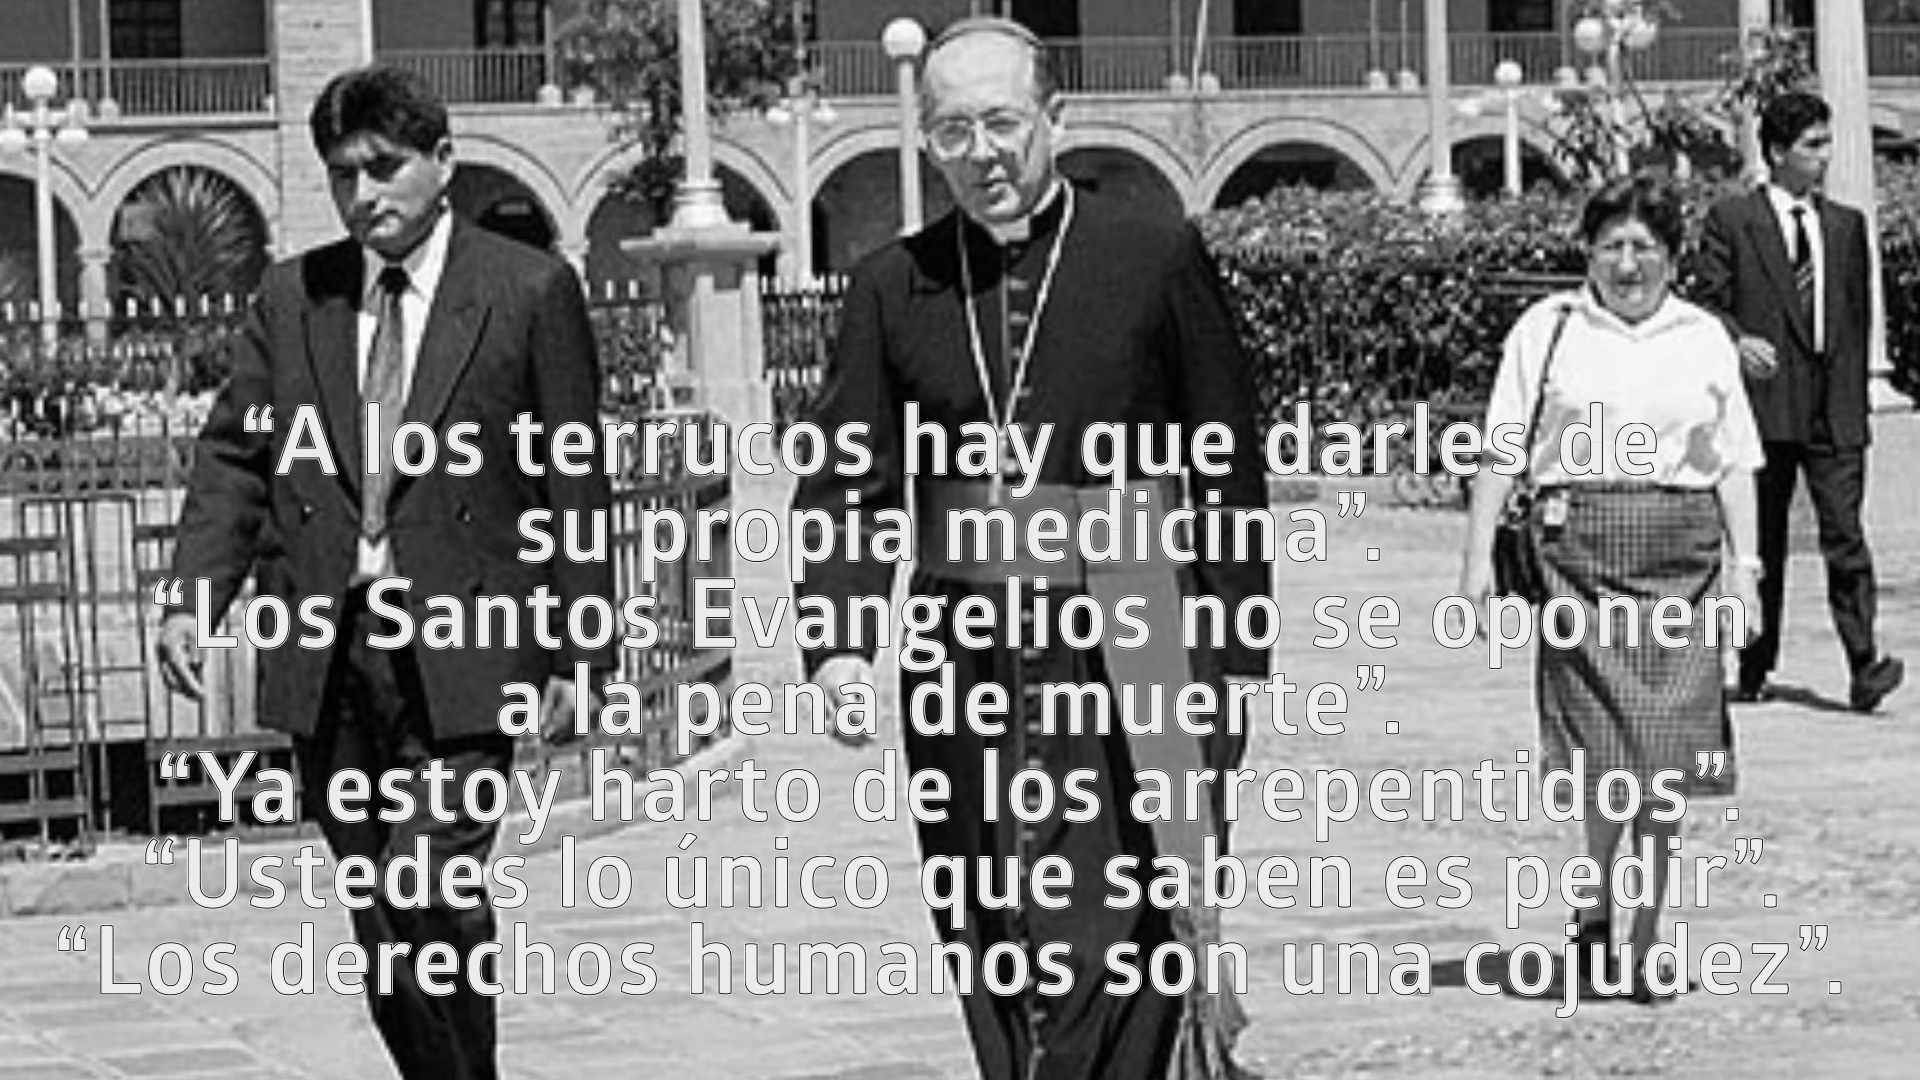 “A los terrucos hay que darles de
su propia medicina”.
“Los Santos Evangelios no se oponen
a la pena de muerte”.
“Ya estoy harto de los arrepentidos”.
“Ustedes lo único que saben es pedir”.
“Los derechos humanos son una cojudez”.